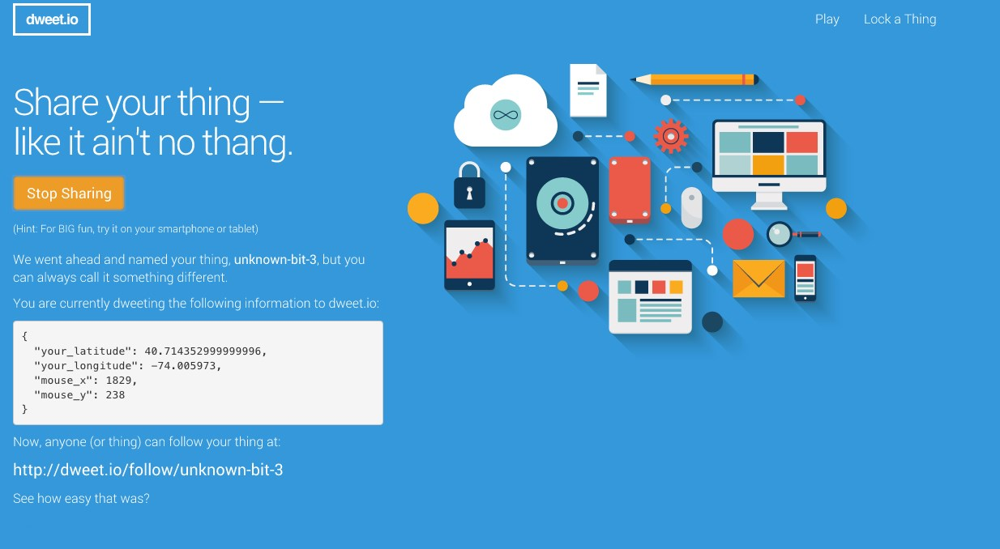 dweet.io
Play
Lock a Thing
Share your thing —
like it ain't no thang.
Stop Sharing
(Hint: For BIG fun, try it on your smartphone or tablet)
We went ahead and named your thing, unknown-bit-3, but you
can always call it something different.
You are currently dweeting the following information to dweet.io:
{
  "your_latitude": 40.714352999999996,
  "your_longitude": -74.005973,
  "mouse_x": 1829,
  "mouse_y": 238
}
Now, anyone (or thing) can follow your thing at:
http://dweet.io/follow/unknown-bit-3
See how easy that was?